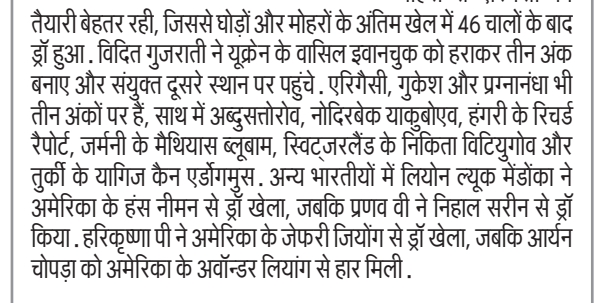 तैयारी बेहतर रही, जिससे घोड़ों और मोहरों के अंतिम खेल में 46 चालों के बाद
ड्रॉ हुआ. विदित गुजराती ने यूक्रेन के वासिल इवानचुक को हराकर तीन अंक
बनाए और संयुक्त दूसरे स्थान पर पहुंचे. एरिगैसी, गुकेश और प्रग्नानंधा भी
तीन अंकों पर हैं, साथ में अब्दुसत्तोरोव, नोदिरबेक याकुबोएव, हंगरी के रिचर्ड
रैपोर्ट, जर्मनी के मैथियास ब्लूबाम, स्विट्जरलैंड के निकिता विटियुगोव और
तुर्की के यागिज कैन एर्डोगमुस. अन्य भारतीयों में लियोन ल्यूक मेंडोंका ने
अमेरिका के हंस नीमन से ड्रॉ खेला, जबकि प्रणव वी ने निहाल सरीन से ड्रॉ
किया. हरिकृष्णा पी ने अमेरिका के जेफरी जियोंग से ड्रॉ खेला, जबकि आर्यन
चोपड़ा को अमेरिका के अवॉन्डर लियांग से हार मिली.